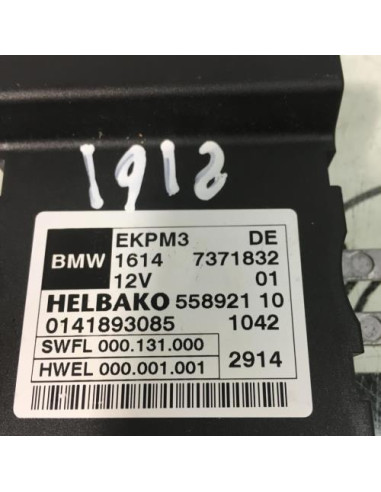 1918
EKPM3 DE
BMW 1614 7371832
12V 01
HELBAKO 558921 10
0141893085 1042
SWFL 000.131.000
HWEL 000.001.001 2914